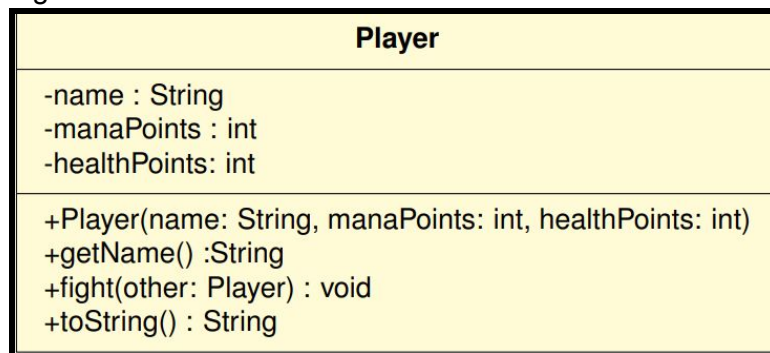 Player
-name : String
-manaPoints : int
-healthPoints: int
+Player(name: String, manaPoints: int, healthPoints: int)
+getName() :String
+fight(other: Player) : void
+toString() : String